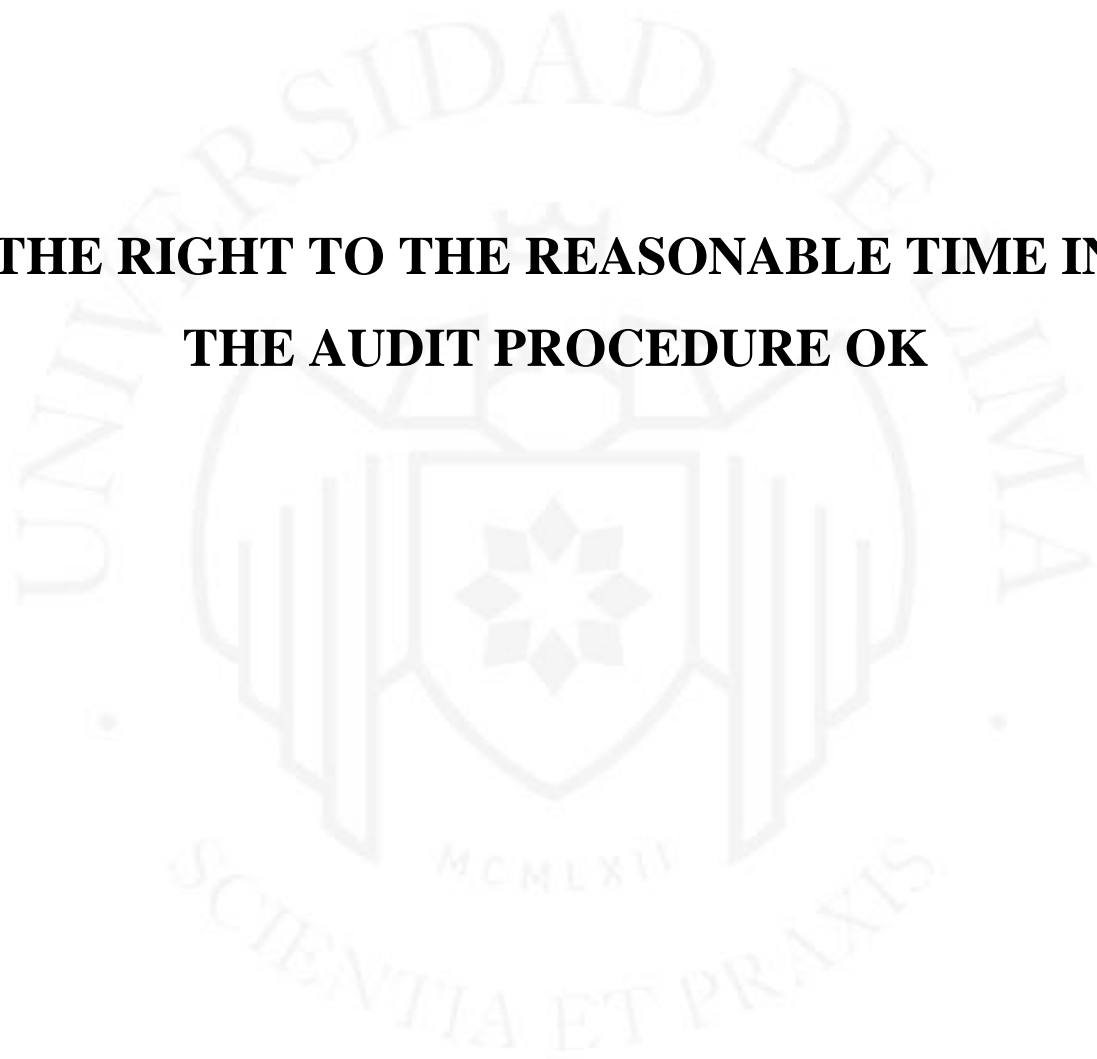 UNIVERSIDAD DE LIMA
THE RIGHT TO THE REASONABLE TIME IN
THE AUDIT PROCEDURE OK
MCMLXII
SCIENTIA ET PRAXIS